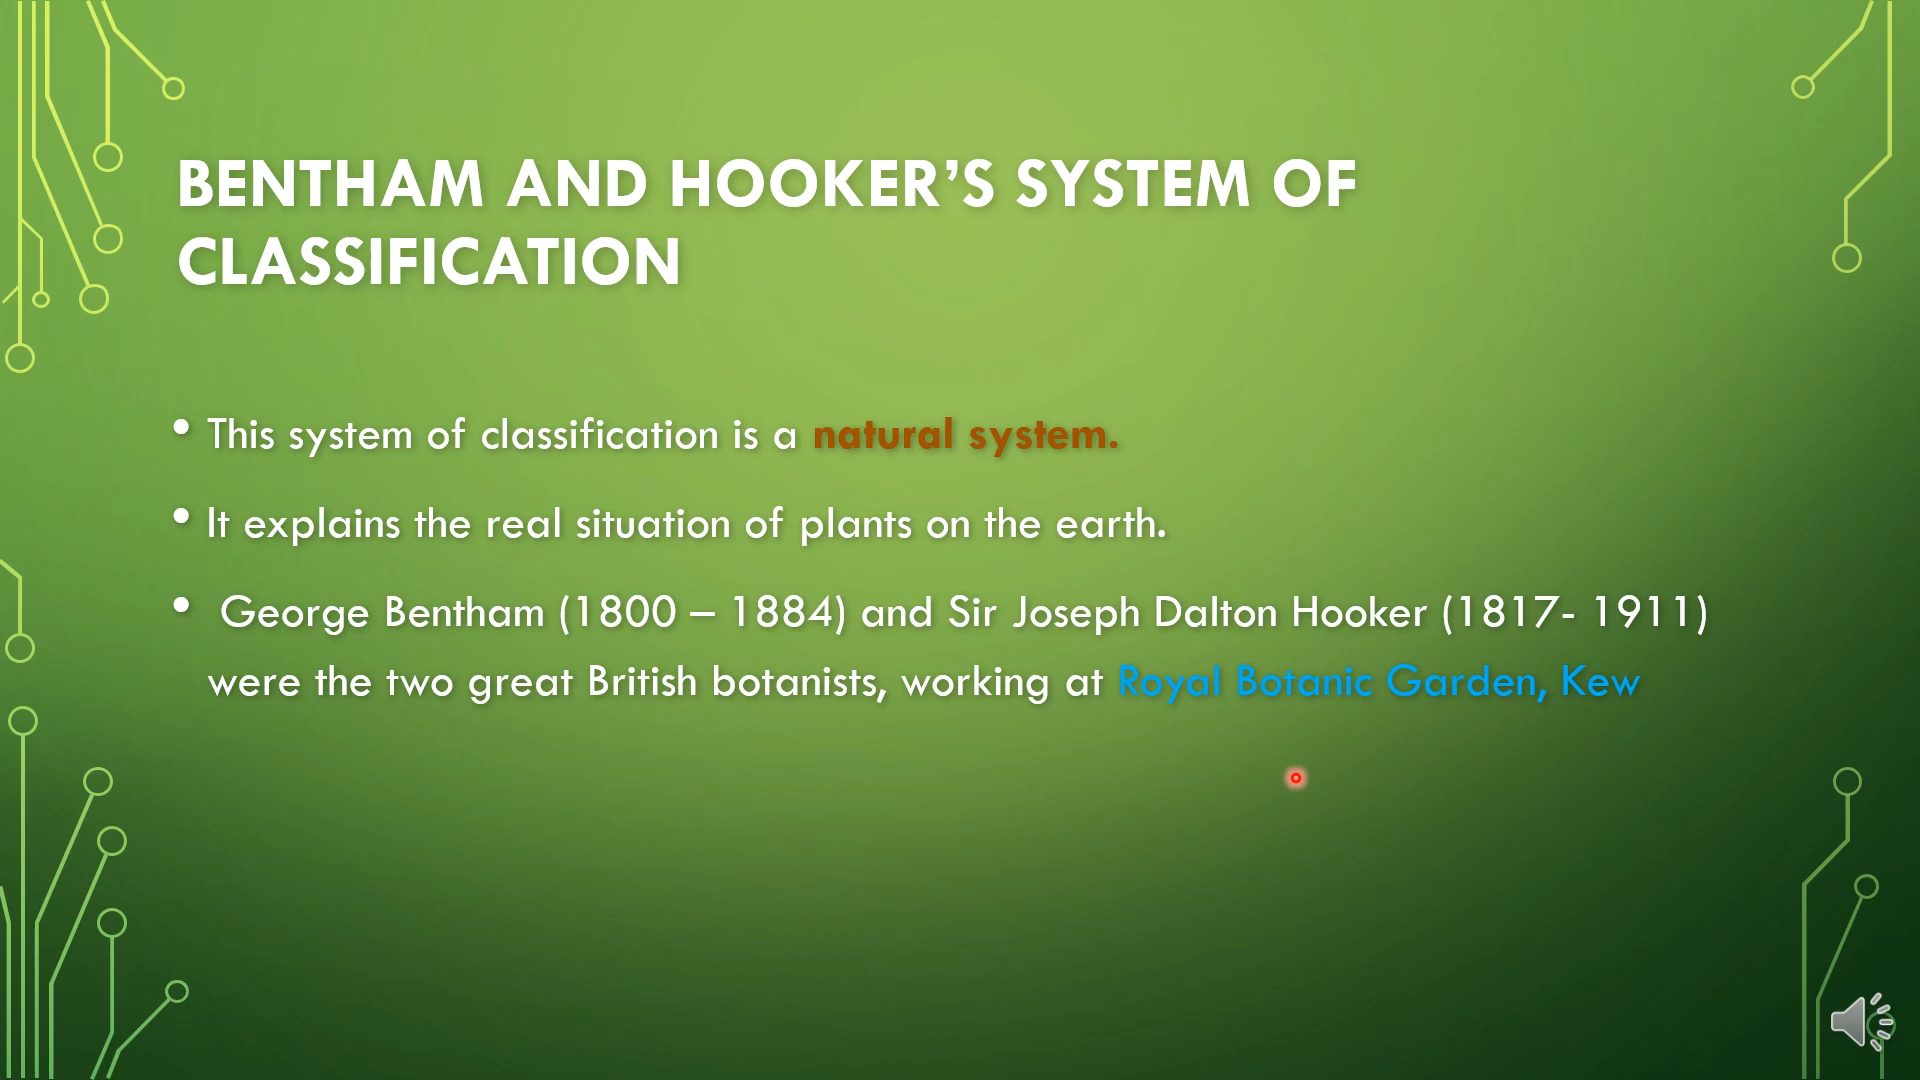 BENTHAM AND HOOKER’S SYSTEM OF
CLASSIFICATION
• This system of classification is a natural system.
• It explains the real situation of plants on the earth.
• George Bentham (1800 – 1884) and Sir Joseph Dalton Hooker (1817- 1911)
were the two great British botanists, working at Royal Botanic Garden, Kew